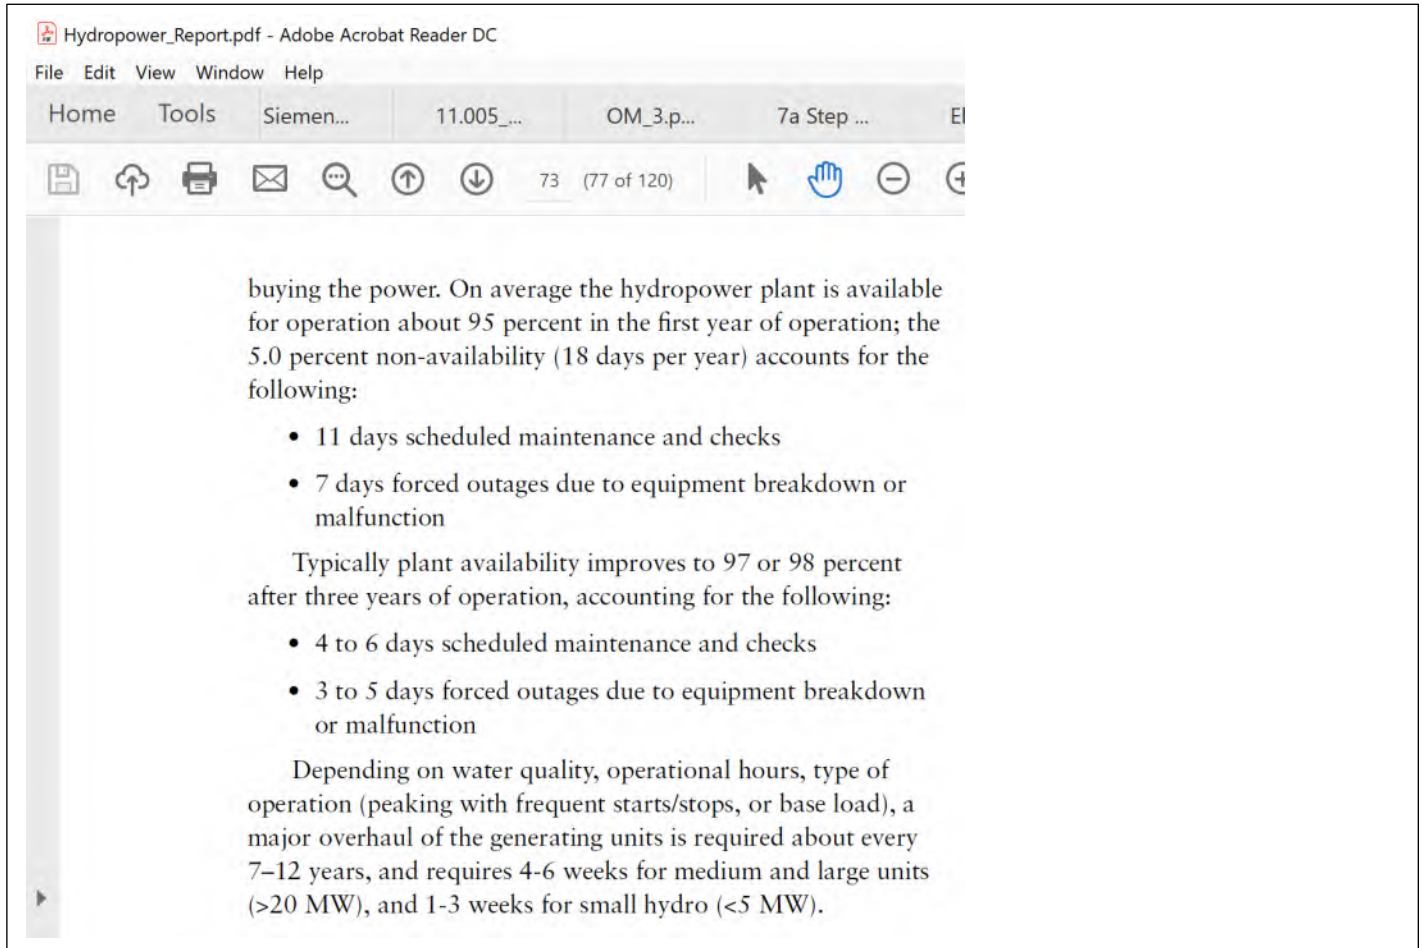 Hydropower_Report.pdf - Adobe Acrobat Reader DC
File Edit View Window Help
Home Tools Siemen... 11.005_... OM_3.p... 7a Step ... El
73 (77 of 120)
buying the power. On average the hydropower plant is available
for operation about 95 percent in the first year of operation; the
5.0 percent non-availability (18 days per year) accounts for the
following:
• 11 days scheduled maintenance and checks
• 7 days forced outages due to equipment breakdown or
malfunction
Typically plant availability improves to 97 or 98 percent
after three years of operation, accounting for the following:
• 4 to 6 days scheduled maintenance and checks
• 3 to 5 days forced outages due to equipment breakdown
or malfunction
Depending on water quality, operational hours, type of
operation (peaking with frequent starts/stops, or base load), a
major overhaul of the generating units is required about every
7–12 years, and requires 4-6 weeks for medium and large units
(>20 MW), and 1-3 weeks for small hydro (<5 MW).